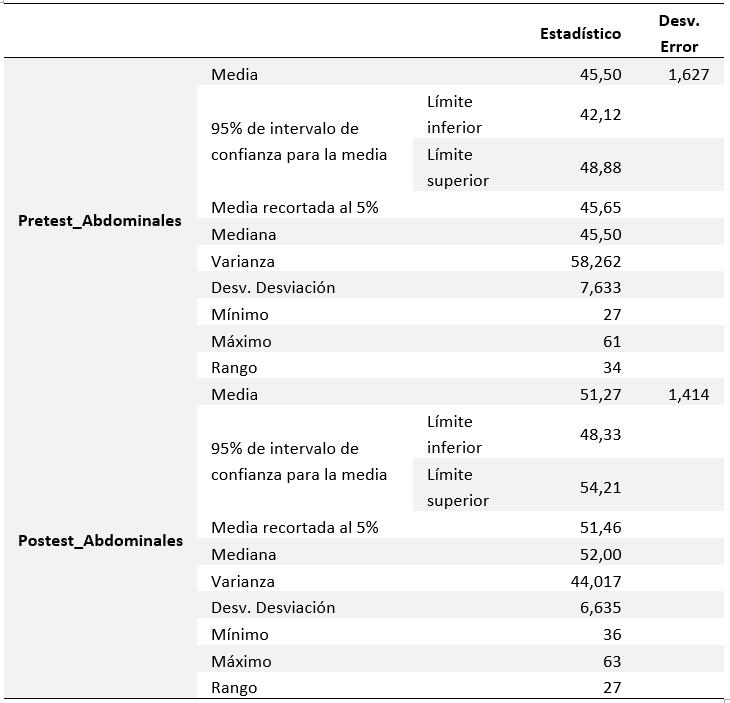 Estadístico Desv. Error
Pretest_Abdominales
Media 45,50 1,627
95% de intervalo de confianza para la media
Límite inferior 42,12
Límite superior 48,88
Media recortada al 5% 45,65
Mediana 45,50
Varianza 58,262
Desv. Desviación 7,633
Mínimo 27
Máximo 61
Rango 34
Postest_Abdominales
Media 51,27 1,414
95% de intervalo de confianza para la media
Límite inferior 48,33
Límite superior 54,21
Media recortada al 5% 51,46
Mediana 52,00
Varianza 44,017
Desv. Desviación 6,635
Mínimo 36
Máximo 63
Rango 27